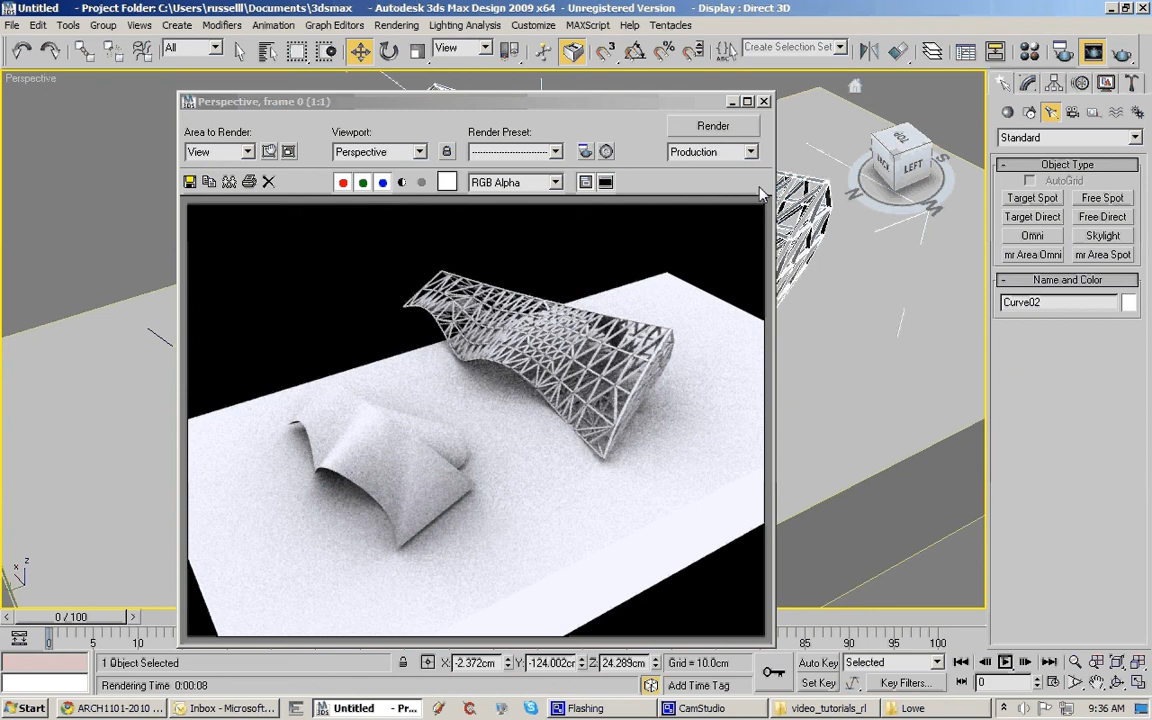 Untitled - Project Folder: C:\Users\russelll\Documents\3dsmax - Autodesk 3ds Max Design 2009 x64 - Unregistered Version - Display : Direct 3D
File Edit Tools Group Views Create Modifiers Animation Graph Editors Rendering Lighting Analysis Customize MAXScript Help Tentacles
All View Create Selection Set
Perspective
Perspective, frame 0 (1:1)
Area to Render: Viewport: Render Preset: Render
View Perspective Production
RGB Alpha
TOP LEFT
Standard
- Object Type
AutoGrid
Target Spot Free Spot
Target Direct Free Direct
Omni Skylight
mr Area Omni mr Area Spot
- Name and Color
Curve02
z
x
0 / 100
0 5 10 85 90 95 100
1 Object Selected X: -2.372cm Y: -124.002cm Z: 24.289cm Grid = 10.0cm Auto Key Selected
Rendering Time 0:00:08 Add Time Tag Set Key Key Filters... 0
Start ARCH1101-2010 ... Inbox - Microsoft... Untitled - Pr... Flashing CamStudio video_tutorials_rl Lowe 9:36 AM